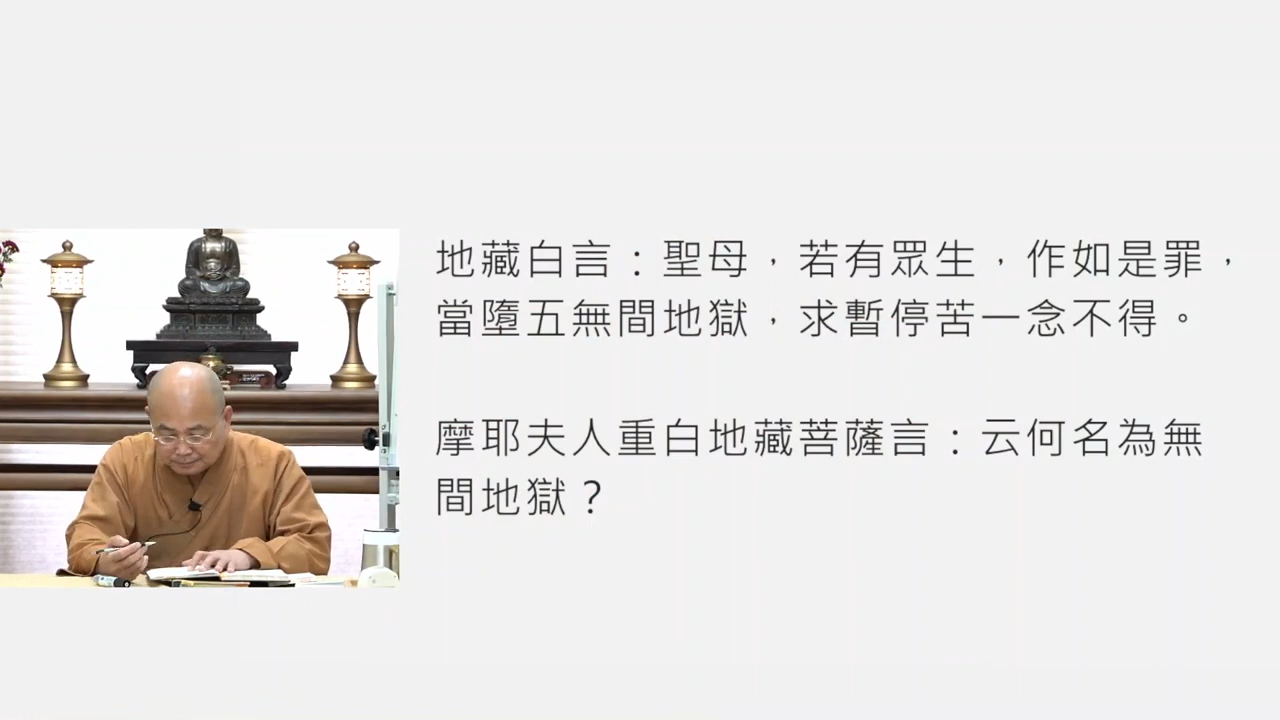 地藏白言：聖母，若有眾生，作如是罪，
當墮五無間地獄，求暫停苦一念不得。
摩耶夫人重白地藏菩薩言：云何名為無
間地獄？